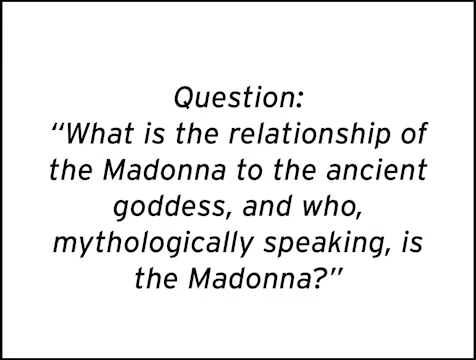 Question:
“What is the relationship of
the Madonna to the ancient
goddess, and who,
mythologically speaking, is
the Madonna?”